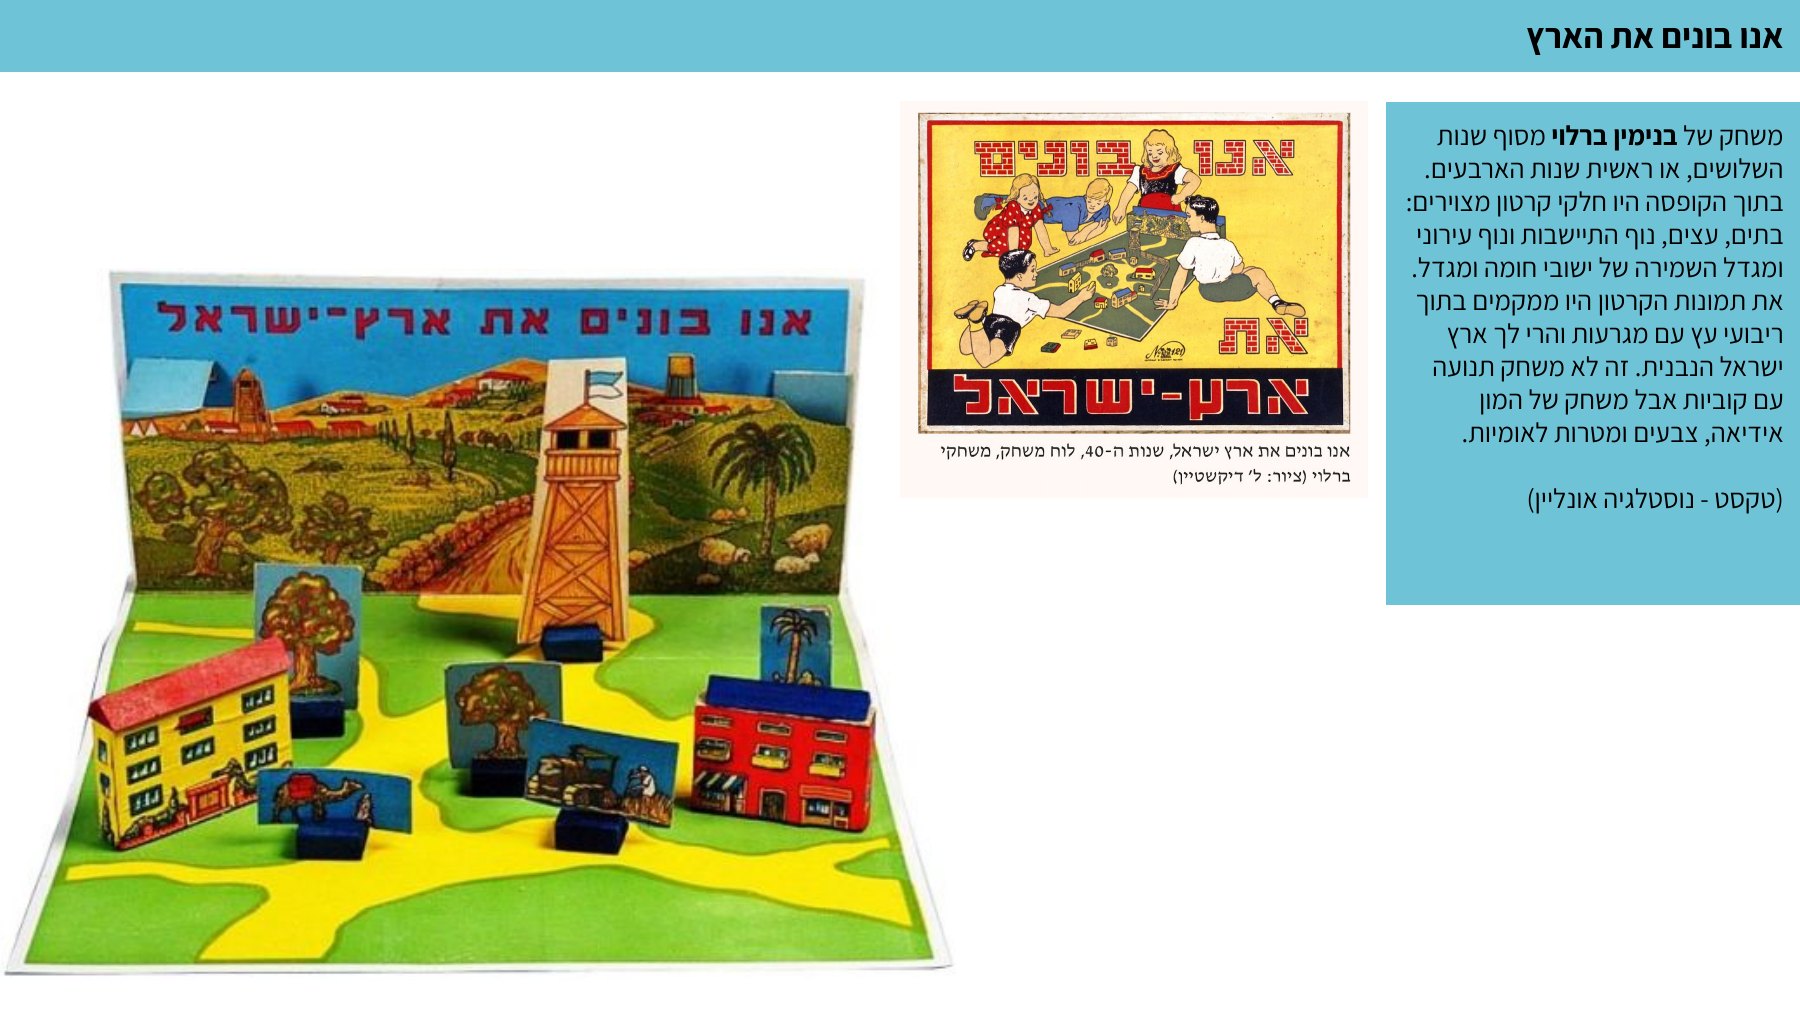 אנו בונים את הארץ
משחק של בנימין ברלוי מסוף שנות
השלושים, או ראשית שנות הארבעים.
בתוך הקופסה היו חלקי קרטון מצוירים:
בתים, עצים, נוף התיישבות ונוף עירוני
ומגדל השמירה של ישובי חומה ומגדל.
את תמונות הקרטון היו ממקמים בתוך
ריבועי עץ עם מגרעות והרי לך ארץ
ישראל הנבנית. זה לא משחק תנועה
עם קוביות אבל משחק של המון
אידיאה, צבעים ומטרות לאומיות.
(טקסט - נוסטלגיה אונליין)
אנו בונים
את
ארץ-ישראל
אנו בונים את ארץ ישראל, שנות ה-40, לוח משחק, משחקי
ברלוי (ציור: ל' דיקשטיין)
אנו בונים את ארץ-ישראל